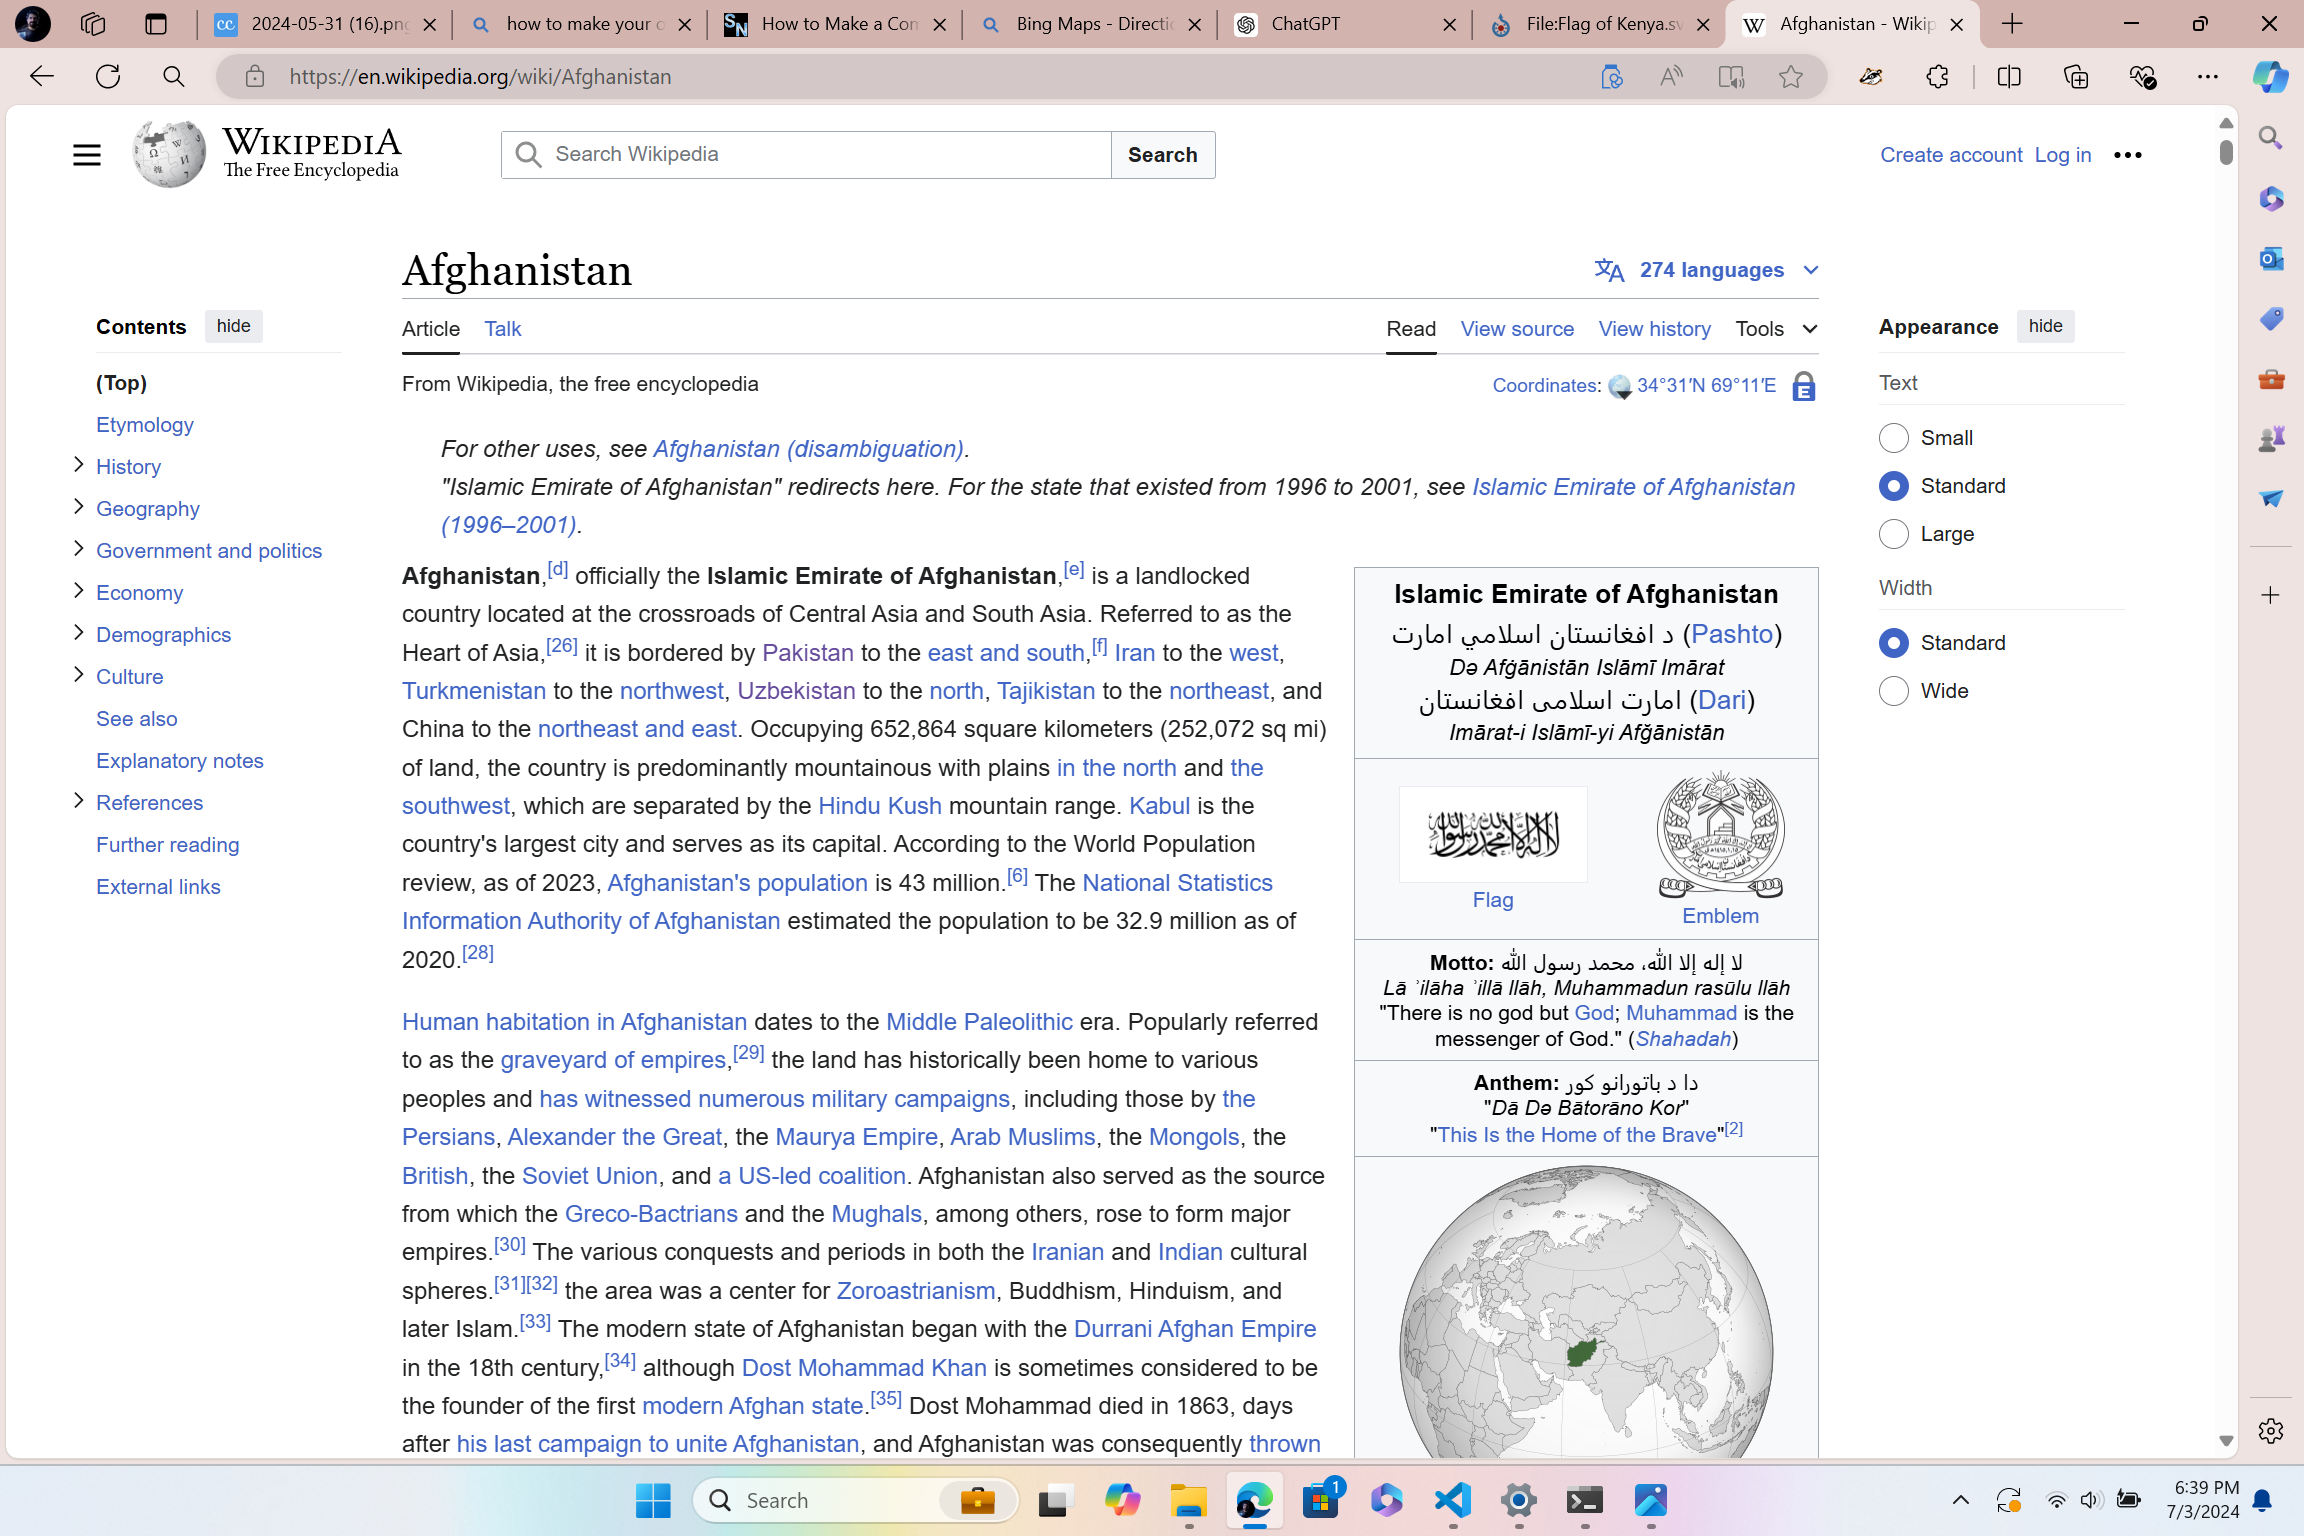 2024-05-31 (16).png
how to make your o
How to Make a Com
Bing Maps - Directi
ChatGPT
File:Flag of Kenya.sv
Afghanistan - Wikip
https://en.wikipedia.org/wiki/Afghanistan
WIKIPEDIA
The Free Encyclopedia
Search Wikipedia
Search
Create account
Log in
Afghanistan
274 languages
Contents
hide
(Top)
Etymology
History
Geography
Government and politics
Economy
Demographics
Culture
See also
Explanatory notes
References
Further reading
External links
Article
Talk
Read
View source
View history
Tools
From Wikipedia, the free encyclopedia
Coordinates: 34°31′N 69°11′E
For other uses, see Afghanistan (disambiguation).
"Islamic Emirate of Afghanistan" redirects here. For the state that existed from 1996 to 2001, see Islamic Emirate of Afghanistan
(1996–2001).
Afghanistan,[d] officially the Islamic Emirate of Afghanistan,[e] is a landlocked
country located at the crossroads of Central Asia and South Asia. Referred to as the
Heart of Asia,[26] it is bordered by Pakistan to the east and south,[f] Iran to the west,
Turkmenistan to the northwest, Uzbekistan to the north, Tajikistan to the northeast, and
China to the northeast and east. Occupying 652,864 square kilometers (252,072 sq mi)
of land, the country is predominantly mountainous with plains in the north and the
southwest, which are separated by the Hindu Kush mountain range. Kabul is the
country's largest city and serves as its capital. According to the World Population
review, as of 2023, Afghanistan's population is 43 million.[6] The National Statistics
Information Authority of Afghanistan estimated the population to be 32.9 million as of
2020.[28]
Human habitation in Afghanistan dates to the Middle Paleolithic era. Popularly referred
to as the graveyard of empires,[29] the land has historically been home to various
peoples and has witnessed numerous military campaigns, including those by the
Persians, Alexander the Great, the Maurya Empire, Arab Muslims, the Mongols, the
British, the Soviet Union, and a US-led coalition. Afghanistan also served as the source
from which the Greco-Bactrians and the Mughals, among others, rose to form major
empires.[30] The various conquests and periods in both the Iranian and Indian cultural
spheres.[31][32] the area was a center for Zoroastrianism, Buddhism, Hinduism, and
later Islam.[33] The modern state of Afghanistan began with the Durrani Afghan Empire
in the 18th century,[34] although Dost Mohammad Khan is sometimes considered to be
the founder of the first modern Afghan state.[35] Dost Mohammad died in 1863, days
after his last campaign to unite Afghanistan, and Afghanistan was consequently thrown
Islamic Emirate of Afghanistan
د افغانستان اسلامي امارت (Pashto)
Də Afġānistān Islāmī Imārat
امارت اسلامی افغانستان (Dari)
Imārat-i Islāmī-yi Afğānistān
لا إله إلا الله محمد رسول الله
Flag
Emblem
Motto: لا إله إلا الله، محمد رسول الله
Lā ʾilāha ʾillā llāh, Muhammadun rasūlu llāh
"There is no god but God; Muhammad is the
messenger of God." (Shahadah)
Anthem: دا د باتورانو کور
"Dā Də Bātorāno Kor"
"This Is the Home of the Brave"[2]
Appearance
hide
Text
Small
Standard
Large
Width
Standard
Wide
Search
1
6:39 PM
7/3/2024